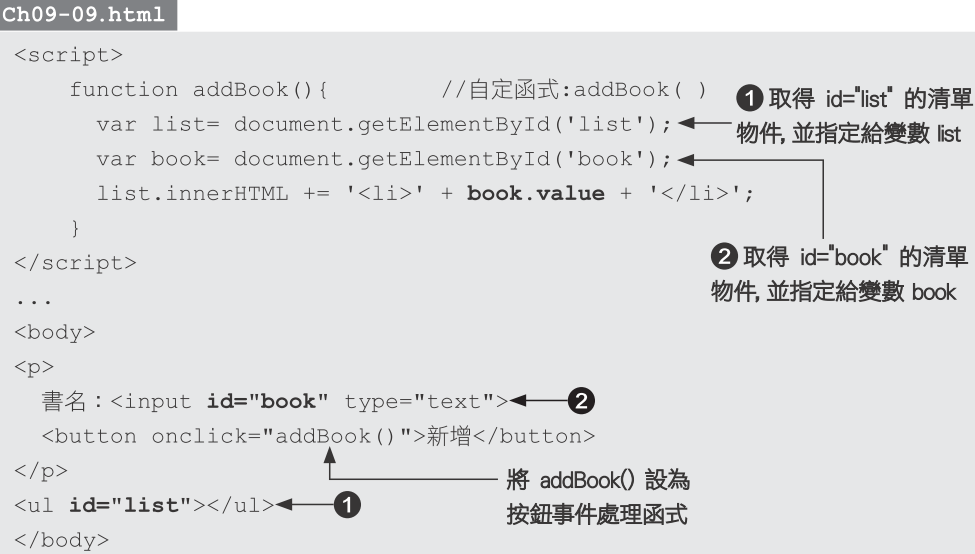 Ch09-09.html
<script>
function addBook(){ //自定函式:addBook( )
var list= document.getElementById('list');
❶取得 id="list" 的清單
物件, 並指定給變數 list
var book= document.getElementById('book');
list.innerHTML += '<li>' + book.value + '</li>';
}
</script>
❷取得 id="book" 的清單
物件, 並指定給變數 book
...
<body>
<p>
書名：<input id="book" type="text"> ❷
<button onclick="addBook()">新增</button>
</p>
將 addBook() 設為
按鈕事件處理函式
<ul id="list"></ul> ❶
</body>